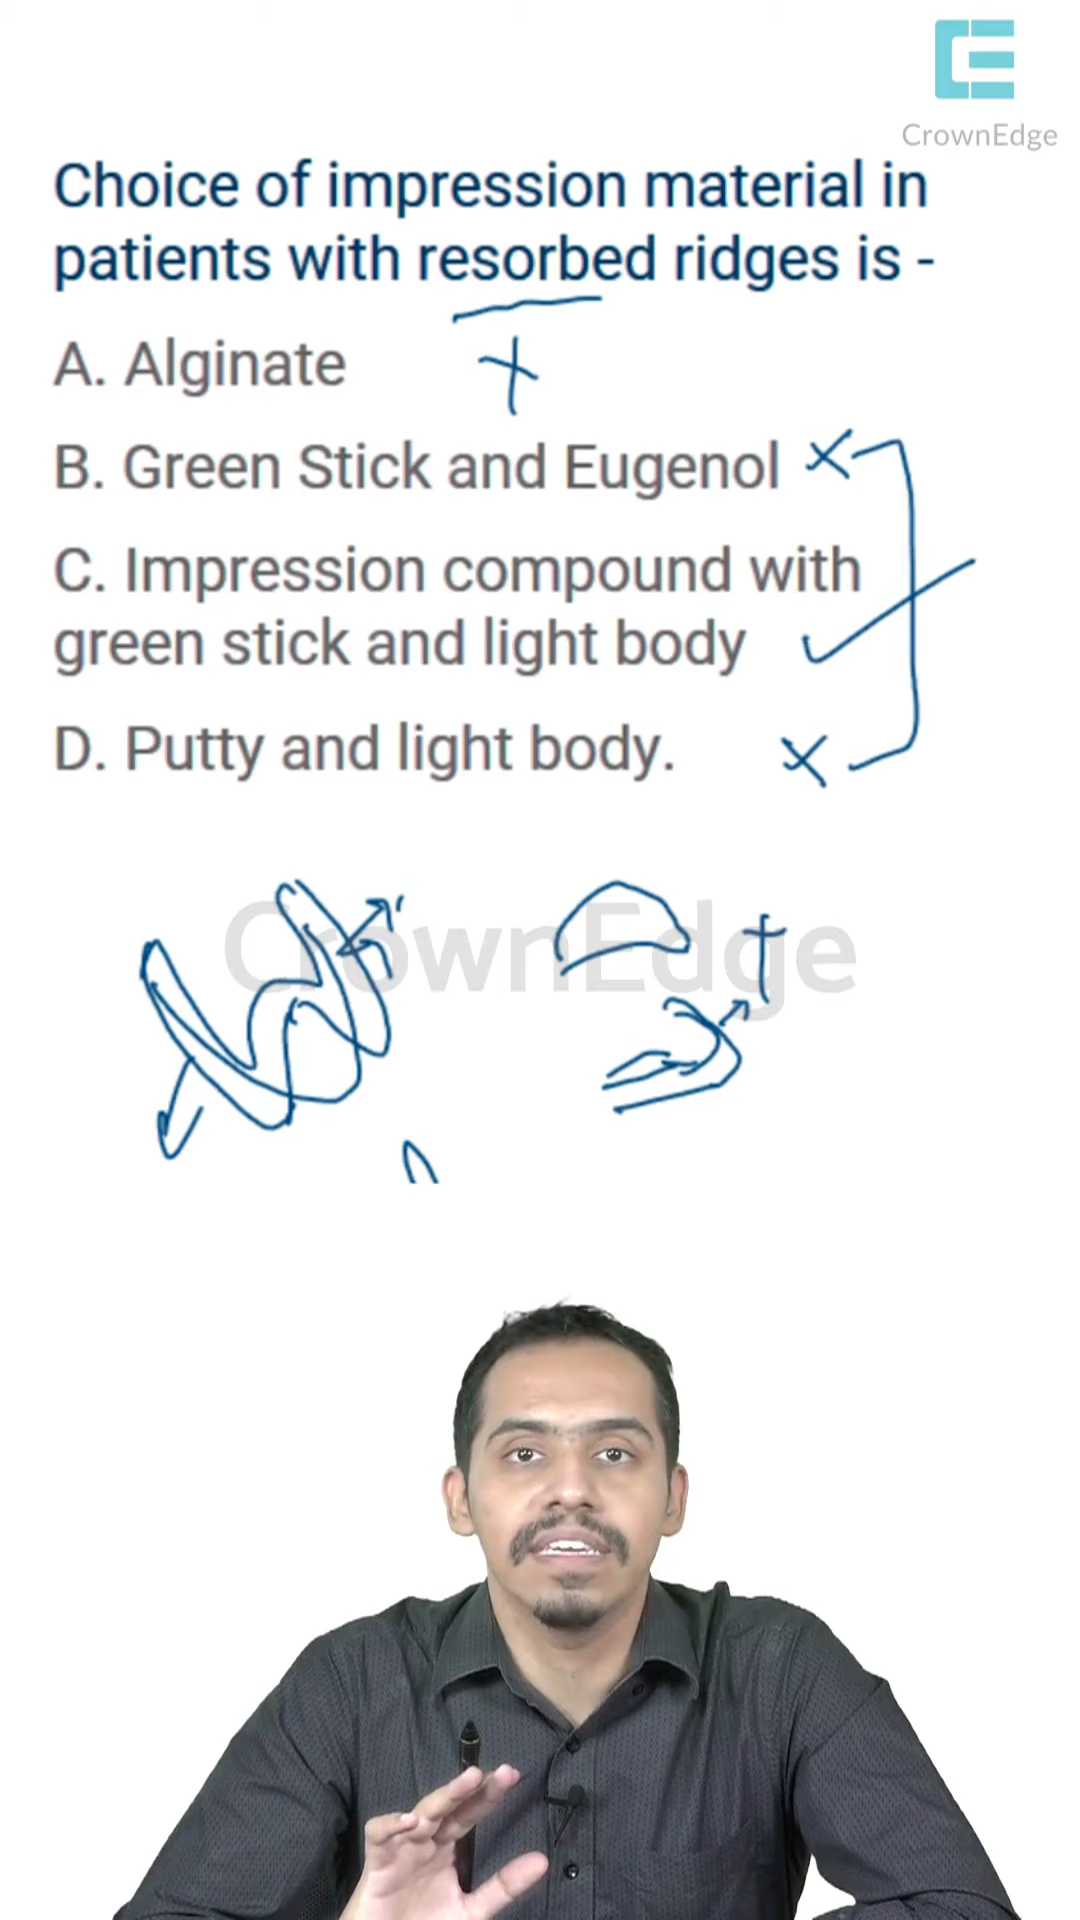 CrownEdge
Choice of impression material in
patients with resorbed ridges is -
A. Alginate
B. Green Stick and Eugenol
C. Impression compound with
green stick and light body
D. Putty and light body.
CrownEdge